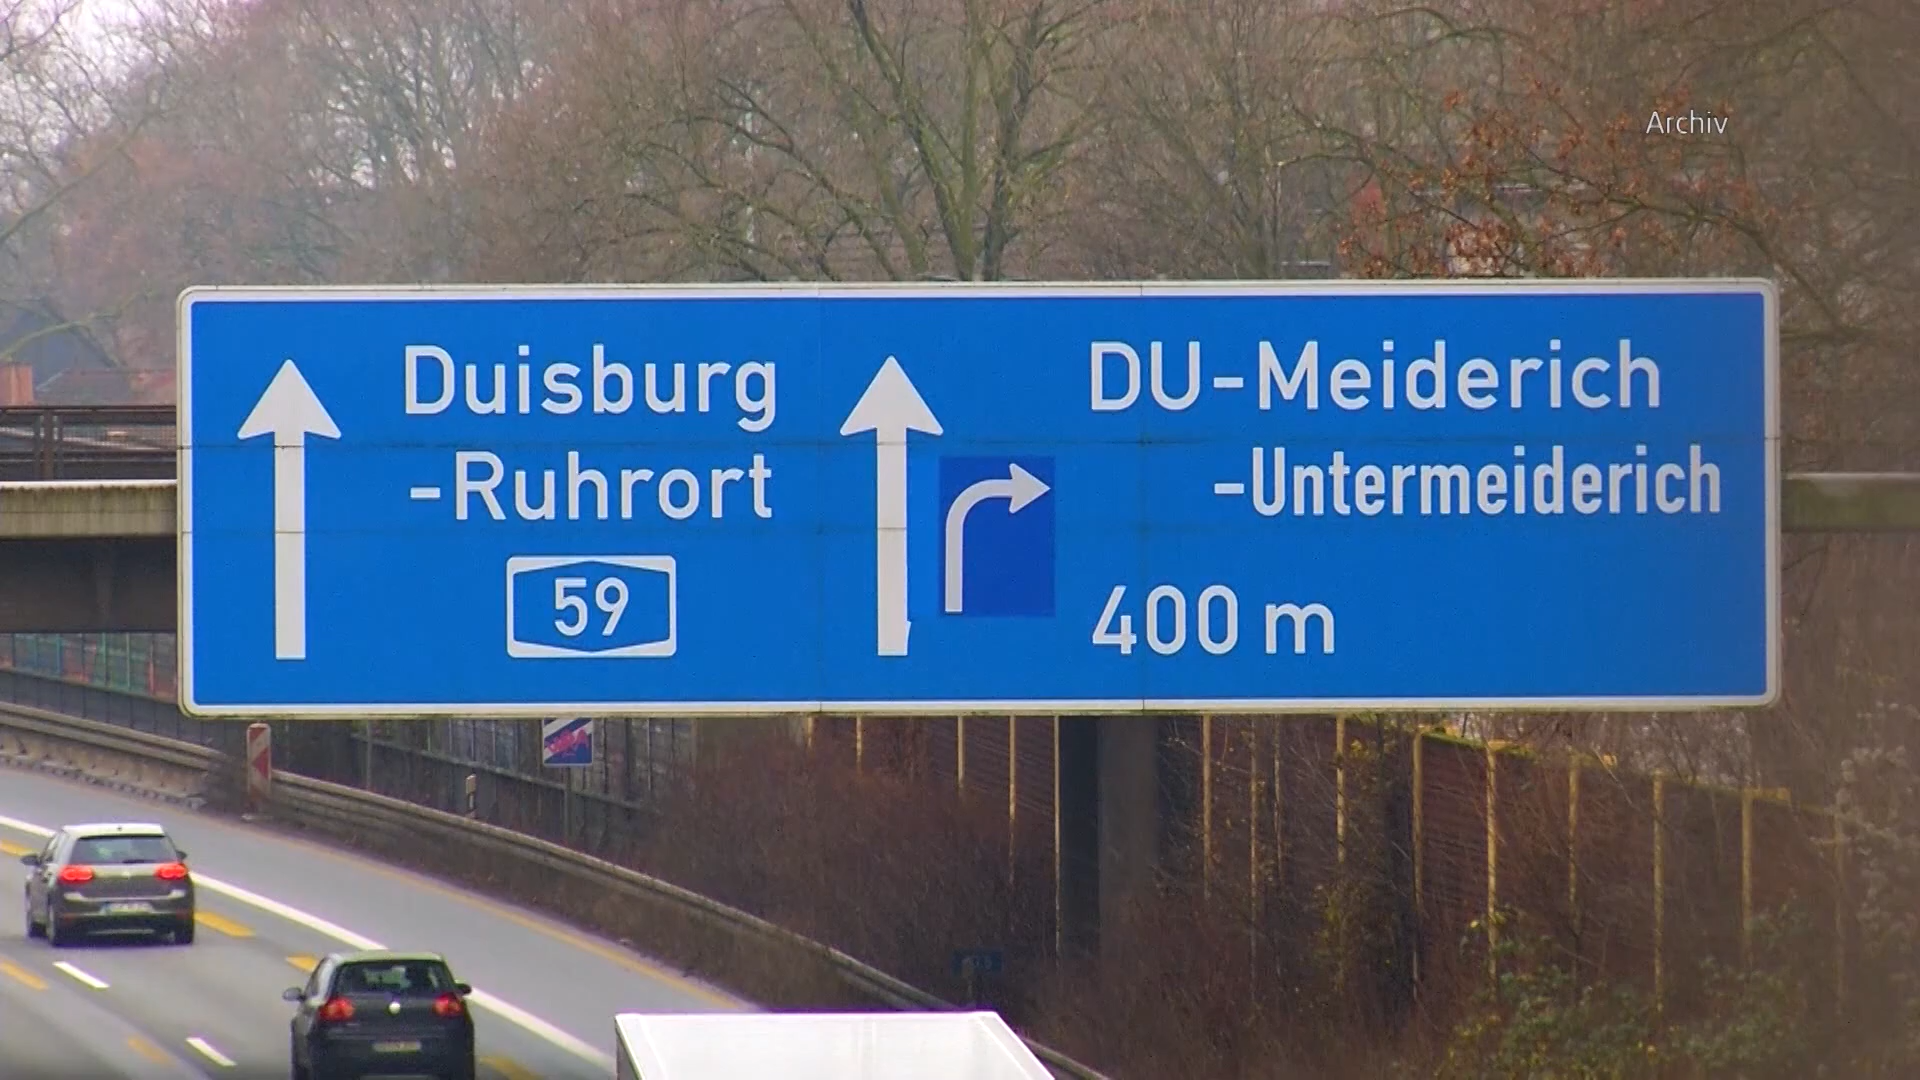 Archiv
Duisburg
-Ruhrort
59
DU-Meiderich
-Untermeiderich
400 m